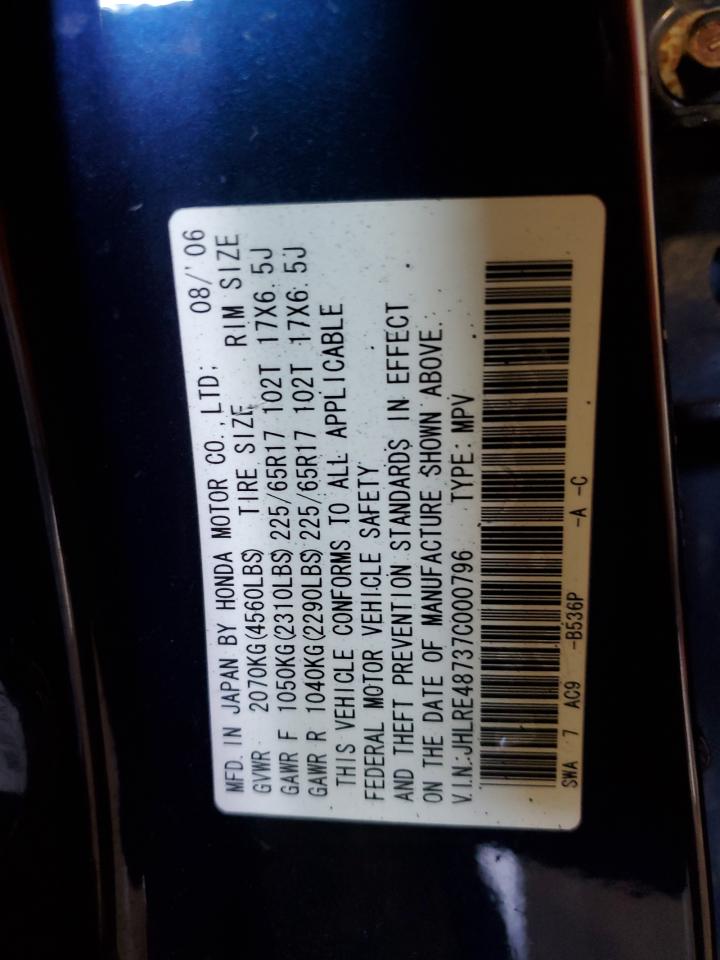 MFD. IN JAPAN BY HONDA MOTOR CO., LTD. 08/'06
GVWR 2070KG(4560LBS) TIRE SIZE RIM SIZE
GAWR F 1050KG(2310LBS) 225/65R17 102T 17X6.5J
GAWR R 1040KG(2290LBS) 225/65R17 102T 17X6.5J
THIS VEHICLE CONFORMS TO ALL APPLICABLE
FEDERAL MOTOR VEHICLE SAFETY
AND THEFT PREVENTION STANDARDS IN EFFECT
ON THE DATE OF MANUFACTURE SHOWN ABOVE.
V.I.N.:JHLRE48737C000796 TYPE: MPV
SWA 7 AC9 -B536P -A -C